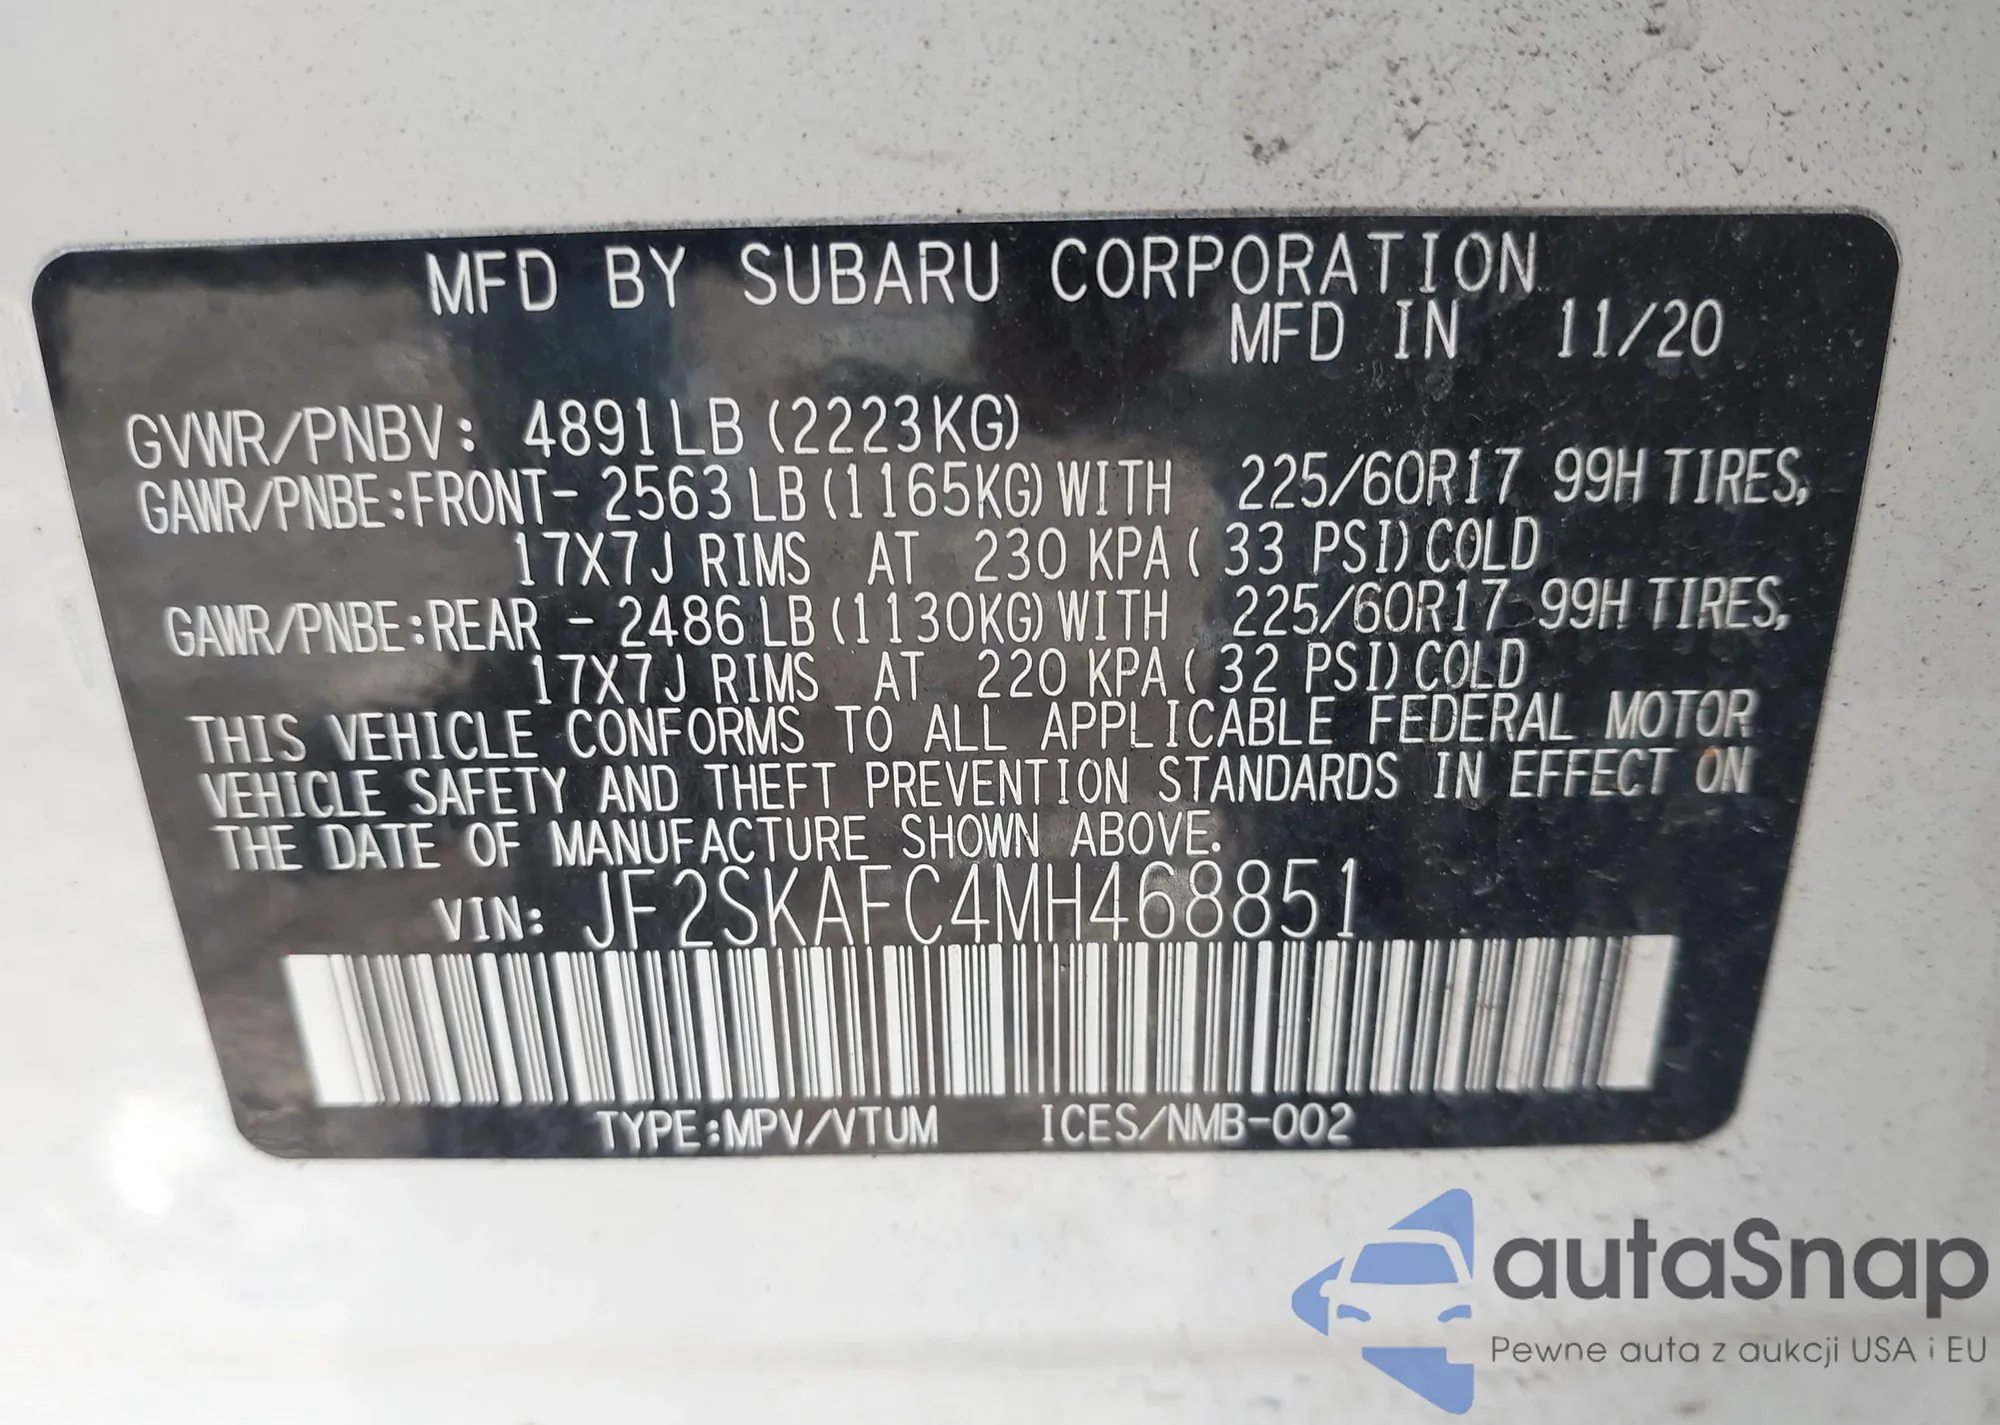 MFD BY SUBARU CORPORATION
MFD IN 11/20
GVWR/PNBV: 4891LB (2223KG)
GAWR/PNBE:FRONT- 2563 LB (1165KG) WITH 225/60R17 99H TIRES,
17X7J RIMS AT 230 KPA ( 33 PSI) COLD
GAWR/PNBE:REAR - 2486 LB (1130KG) WITH 225/60R17 99H TIRES,
17X7J RIMS AT 220 KPA ( 32 PSI) COLD
THIS VEHICLE CONFORMS TO ALL APPLICABLE FEDERAL MOTOR
VEHICLE SAFETY AND THEFT PREVENTION STANDARDS IN EFFECT ON
THE DATE OF MANUFACTURE SHOWN ABOVE.
VIN: JF2SKAFC4MH468851
TYPE:MPV/VTUM ICES/NMB-002
autaSnap
Pewne auta z aukcji USA i EU